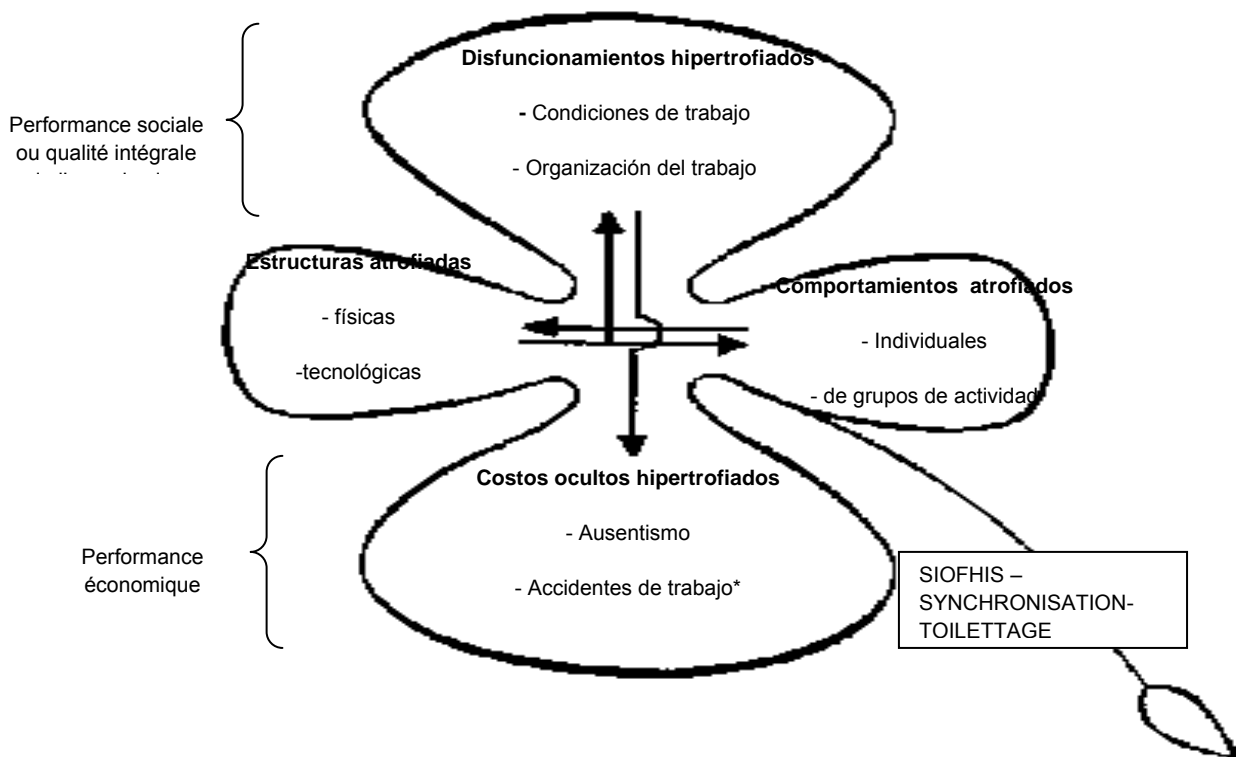 Disfuncionamientos hipertrofiados
- Condiciones de trabajo
- Organización del trabajo
Performance sociale
ou qualité intégrale
Estructuras atrofiadas
- físicas
-tecnológicas
Comportamientos atrofiados
- Individuales
- de grupos de actividad
Costos ocultos hipertrofiados
- Ausentismo
- Accidentes de trabajo*
Performance
économique
SIOFHIS –
SYNCHRONISATION-
TOILETTAGE